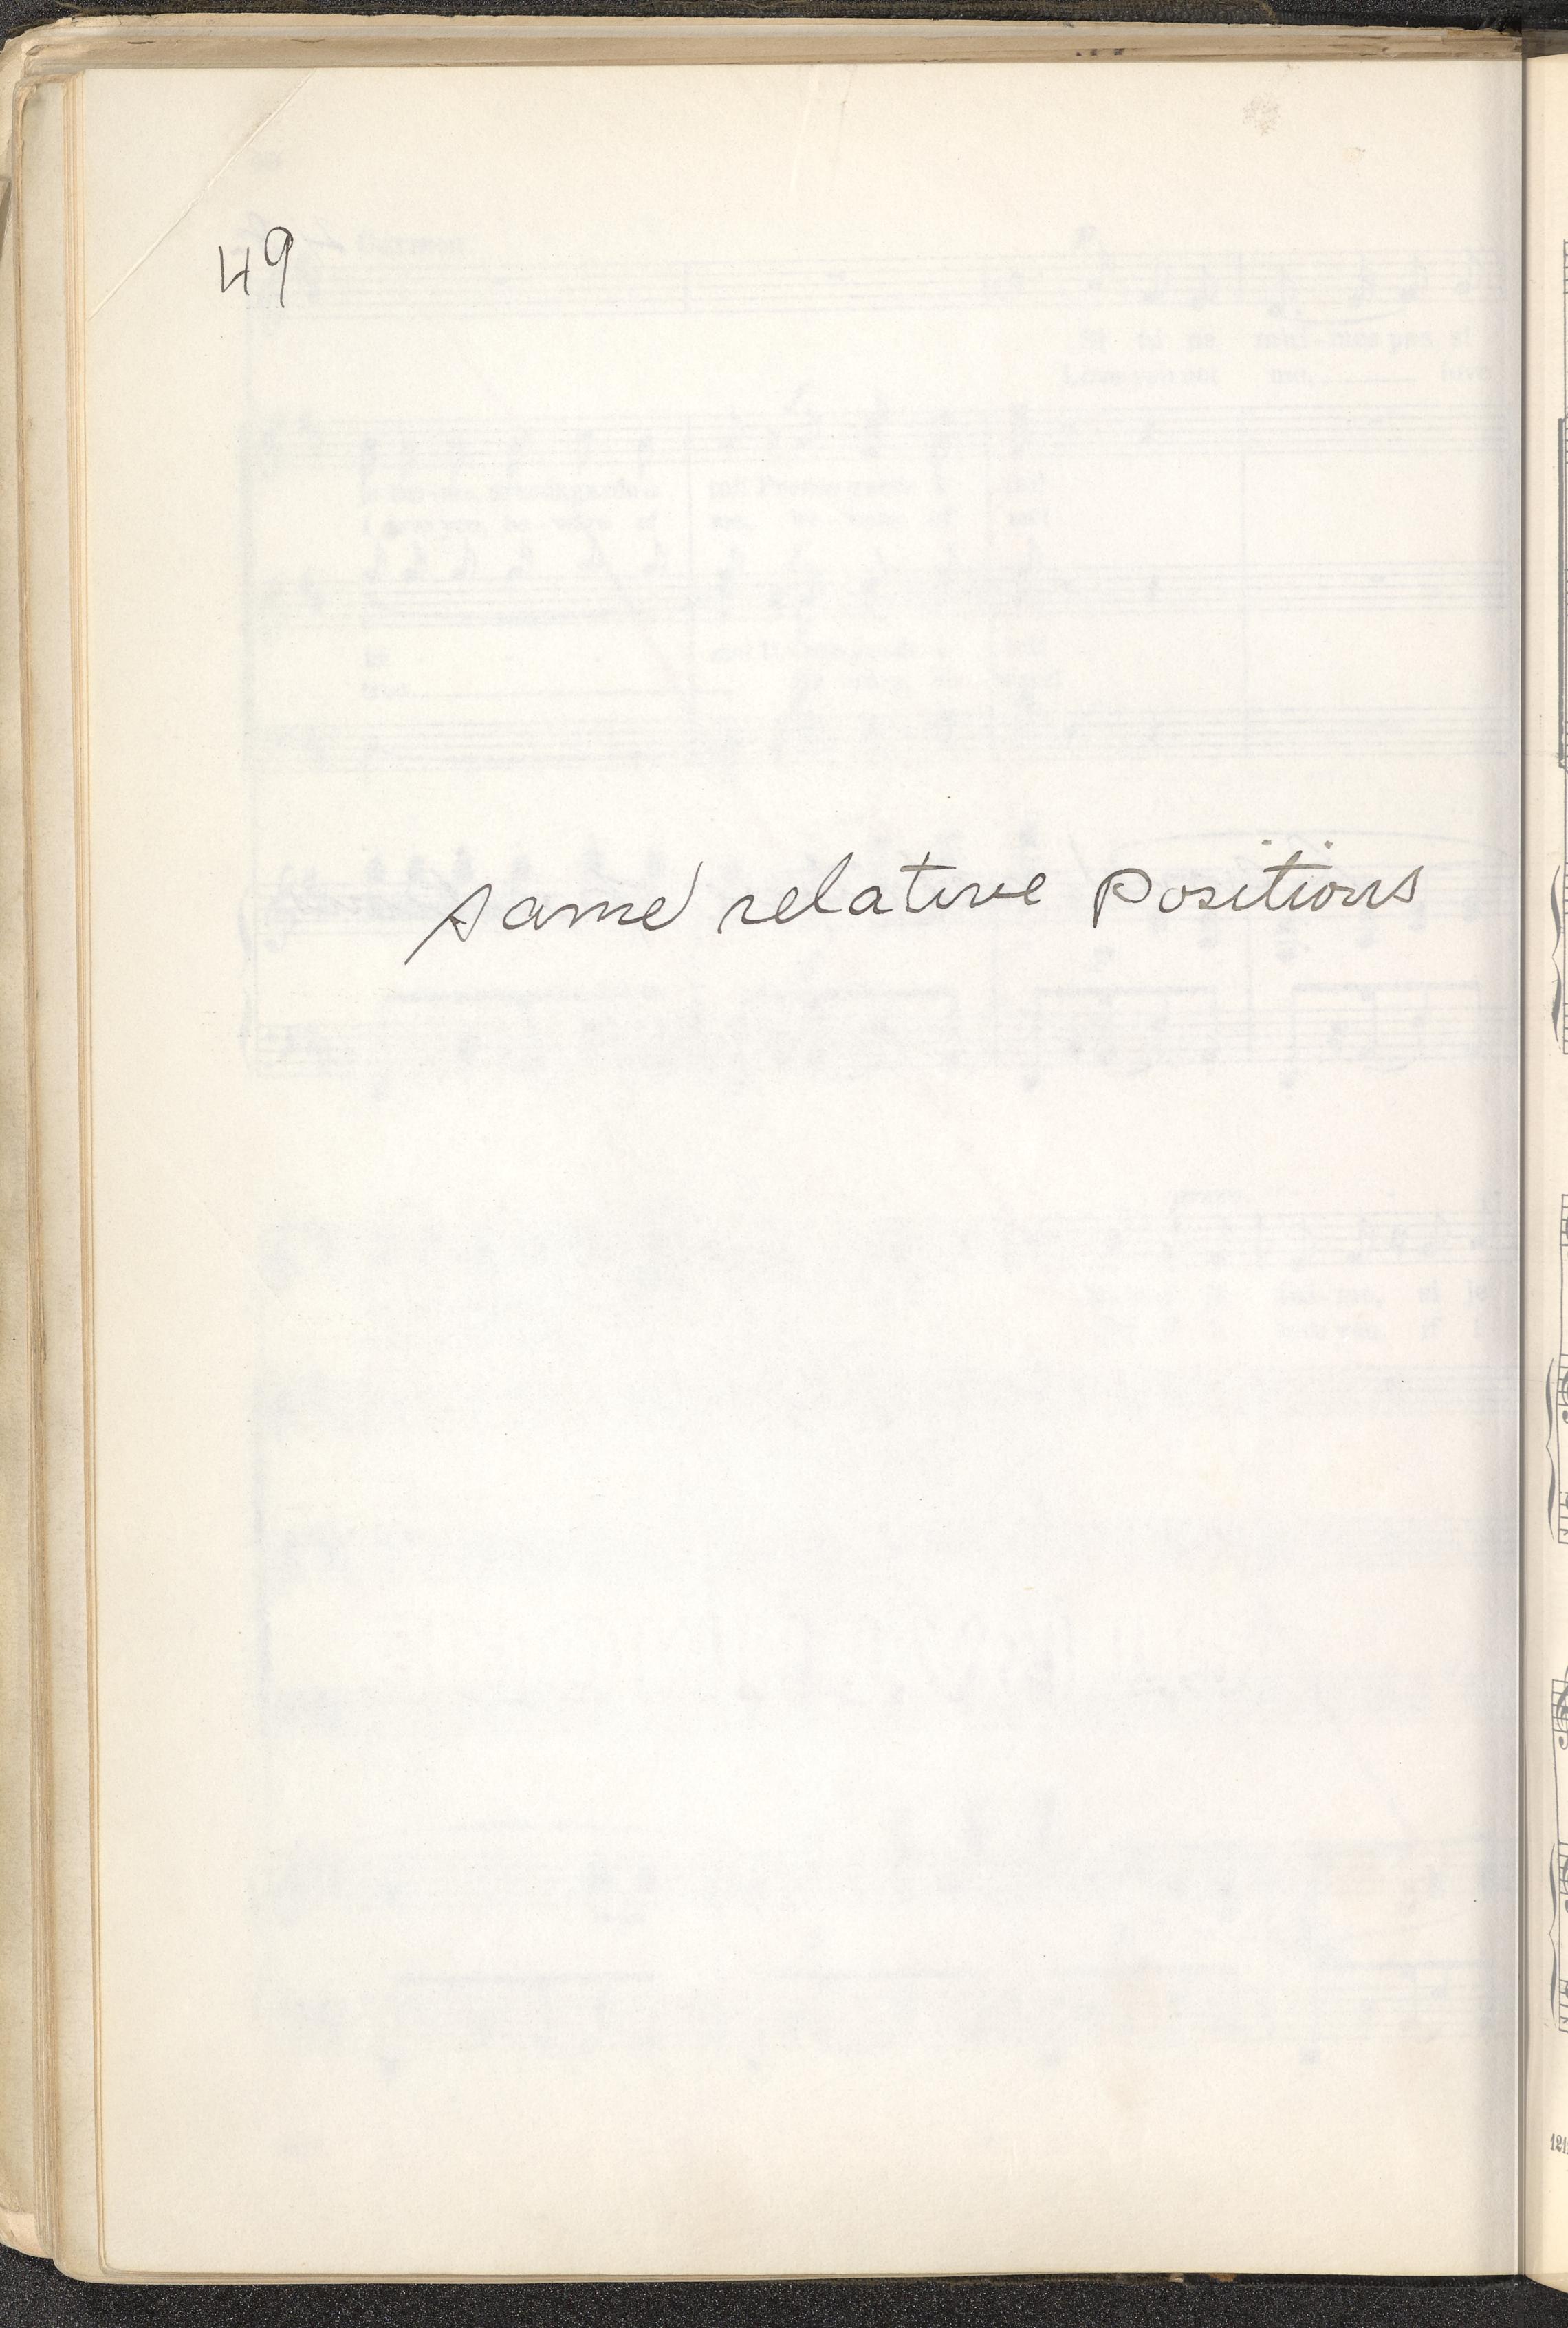 49
same relative positions